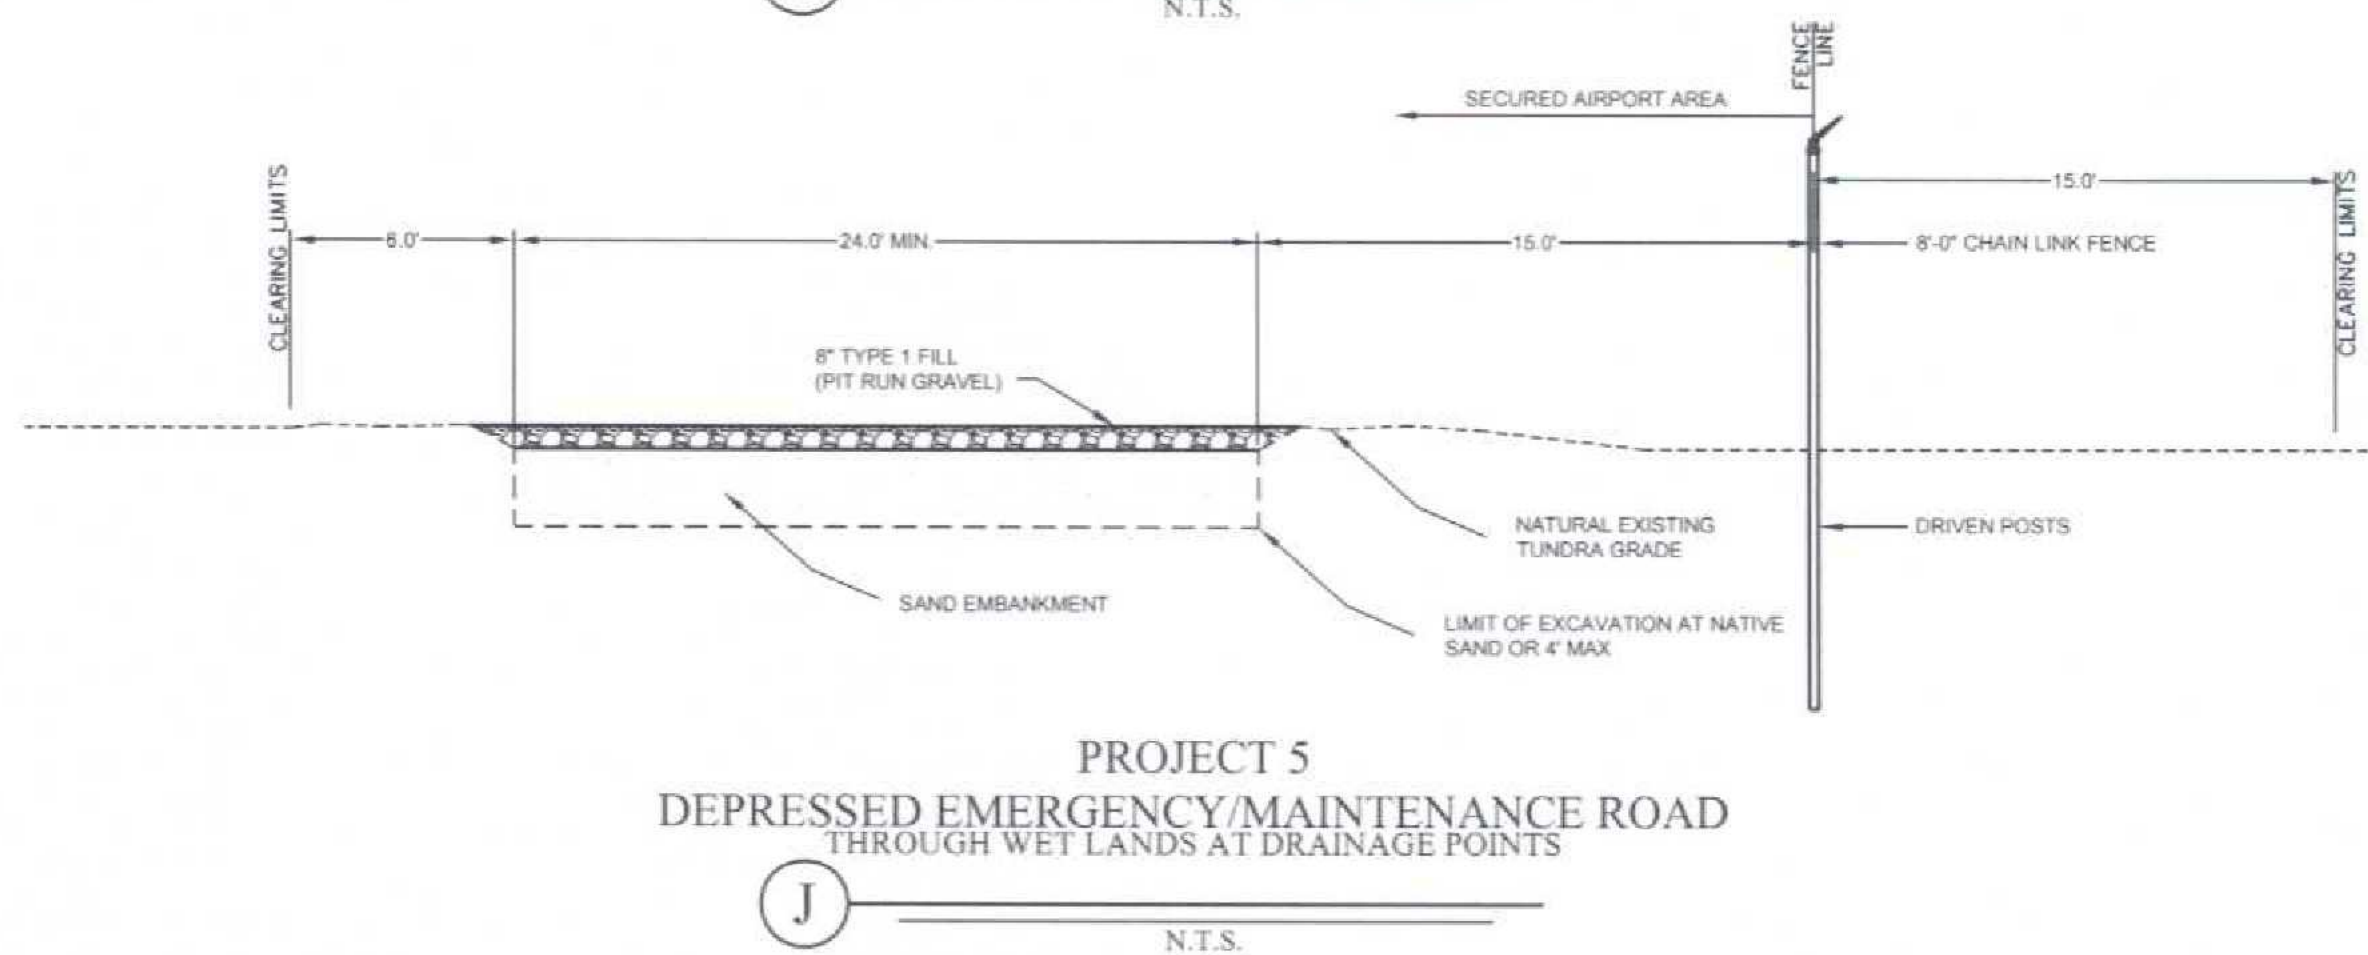 N.T.S.
FENCE
LINE
SECURED AIRPORT AREA
CLEARING LIMITS
15.0'
CLEARING LIMITS
24.0' MIN.
15.0'
8'-0" CHAIN LINK FENCE
8" TYPE 1 FILL
(PIT RUN GRAVEL)
NATURAL EXISTING
TUNDRA GRADE
DRIVEN POSTS
SAND EMBANKMENT
LIMIT OF EXCAVATION AT NATIVE
SAND OR 4' MAX
PROJECT 5
DEPRESSED EMERGENCY/MAINTENANCE ROAD
THROUGH WET LANDS AT DRAINAGE POINTS
J
N.T.S.